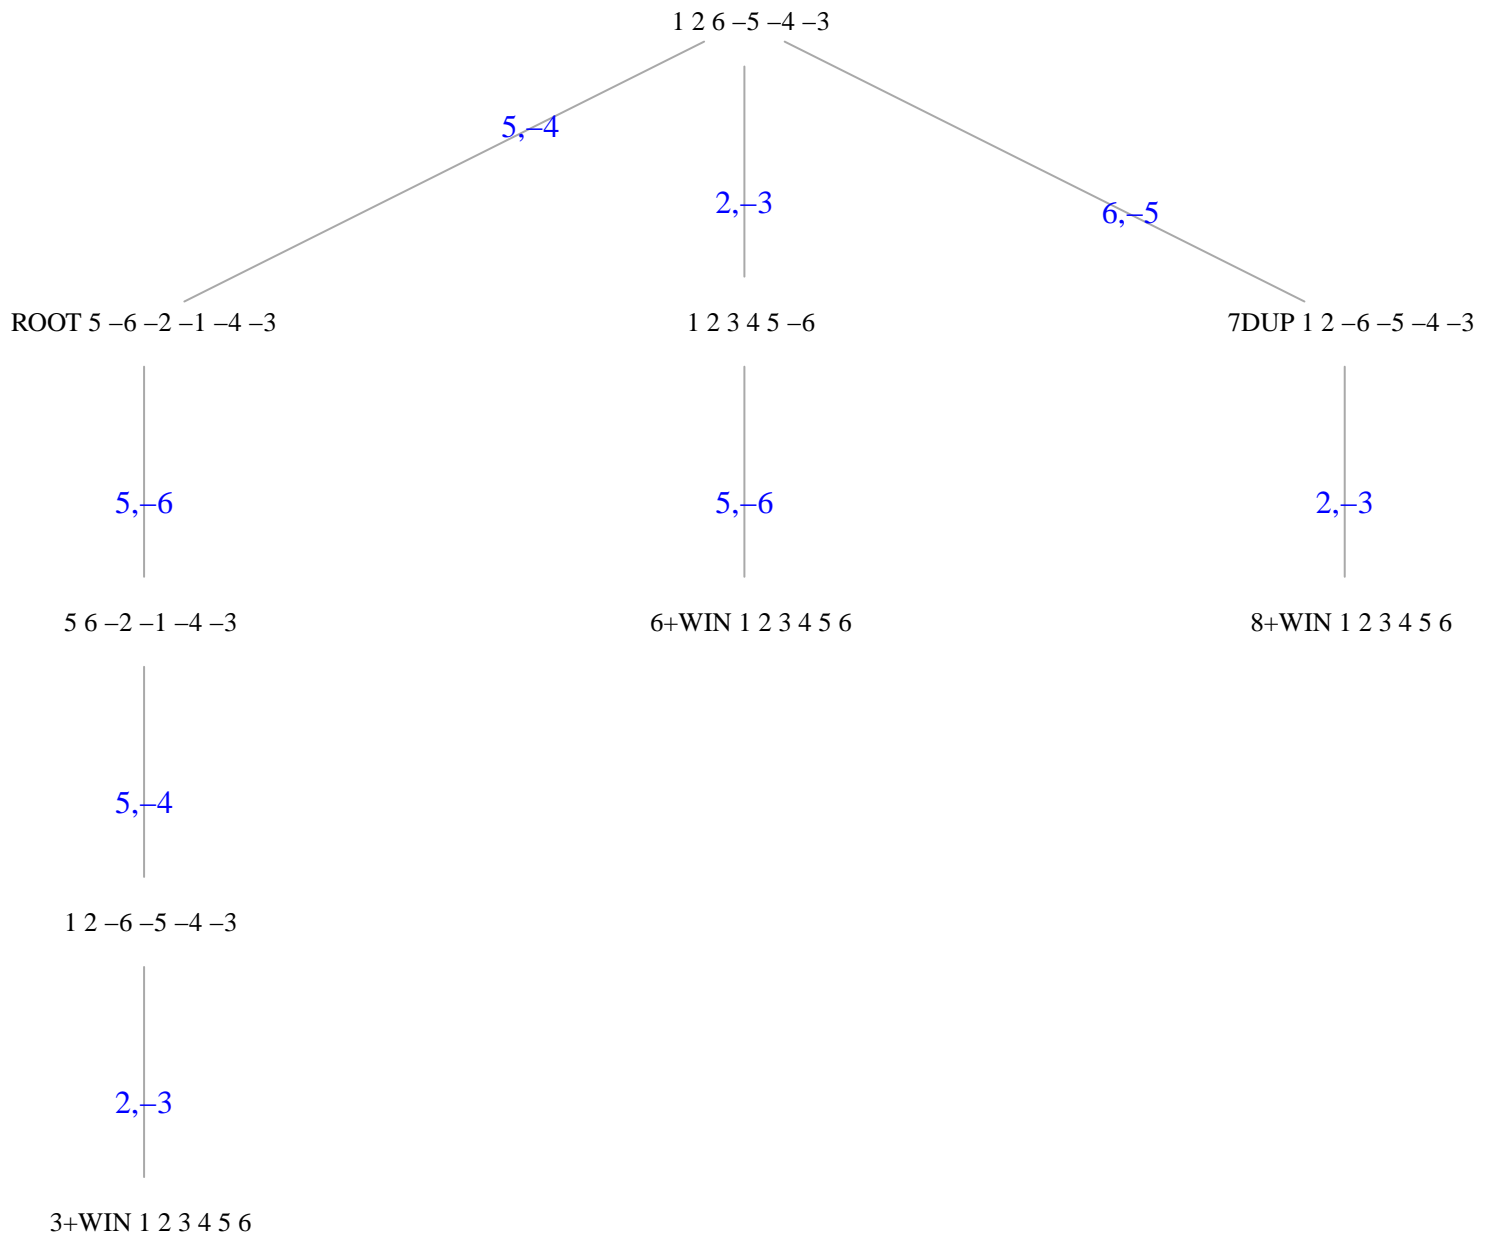 1 2 6 –5 –4 –3
5,–4
2,–3
6,–5
ROOT 5 –6 –2 –1 –4 –3
1 2 3 4 5 –6
7DUP 1 2 –6 –5 –4 –3
5,–6
5,–6
2,–3
5 6 –2 –1 –4 –3
6+WIN 1 2 3 4 5 6
8+WIN 1 2 3 4 5 6
5,–4
1 2 –6 –5 –4 –3
2,–3
3+WIN 1 2 3 4 5 6